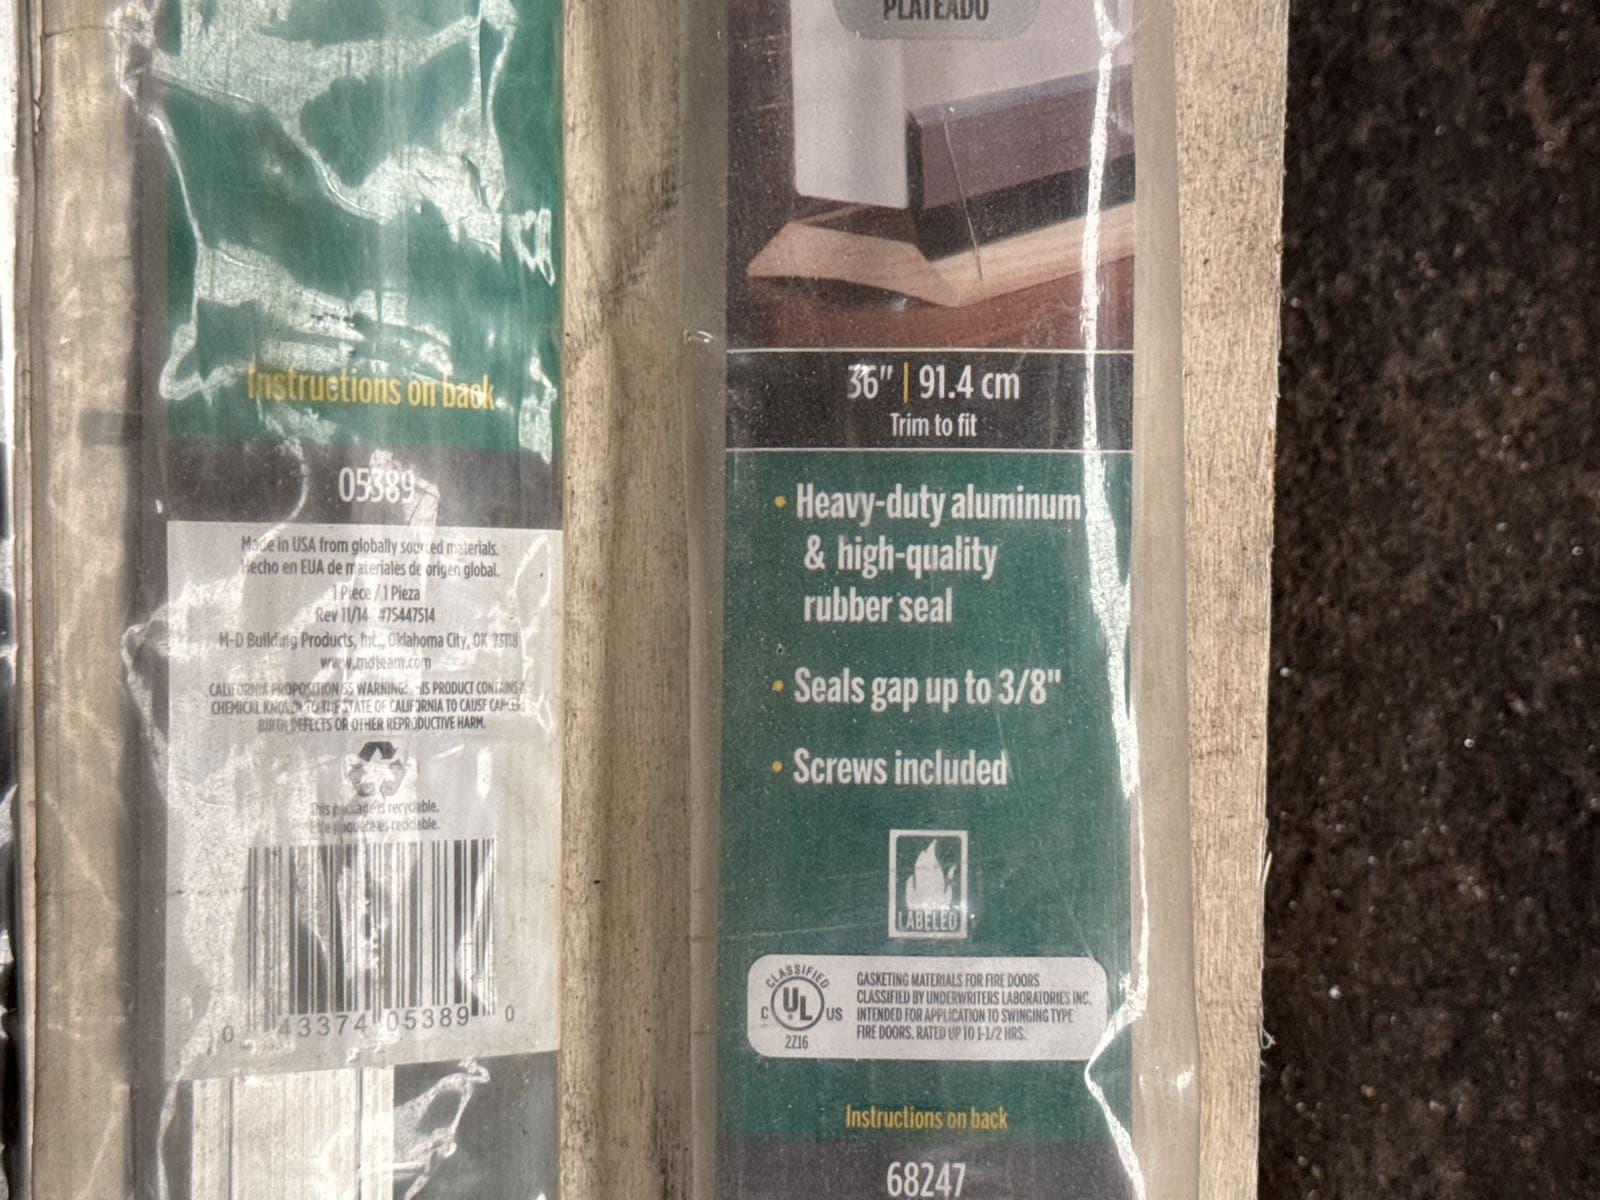 Instructions on back
05389
Made in USA from globally sourced materials.
Hecho en EUA de materiales de origen global.
1 Piece / 1 Pieza
Rev 11/14 #75447514
M-D Building Products, Inc., Oklahoma City, OK 73118
www.mdteam.com
CALIFORNIA PROPOSITION 65 WARNING: THIS PRODUCT CONTAINS A
CHEMICAL KNOWN TO THE STATE OF CALIFORNIA TO CAUSE CANCER,
BIRTH DEFECTS OR OTHER REPRODUCTIVE HARM.
This package is recyclable.
Este paquete es reciclable.
0 43374 05389 0
PLATEADO
36" | 91.4 cm
Trim to fit
• Heavy-duty aluminum
& high-quality
rubber seal
• Seals gap up to 3/8"
• Screws included
LABELED
CLASSIFIED
C UL US
2Z16
GASKETING MATERIALS FOR FIRE DOORS
CLASSIFIED BY UNDERWRITERS LABORATORIES INC.
INTENDED FOR APPLICATION TO SWINGING TYPE
FIRE DOORS. RATED UP TO 1-1/2 HRS.
Instructions on back
68247